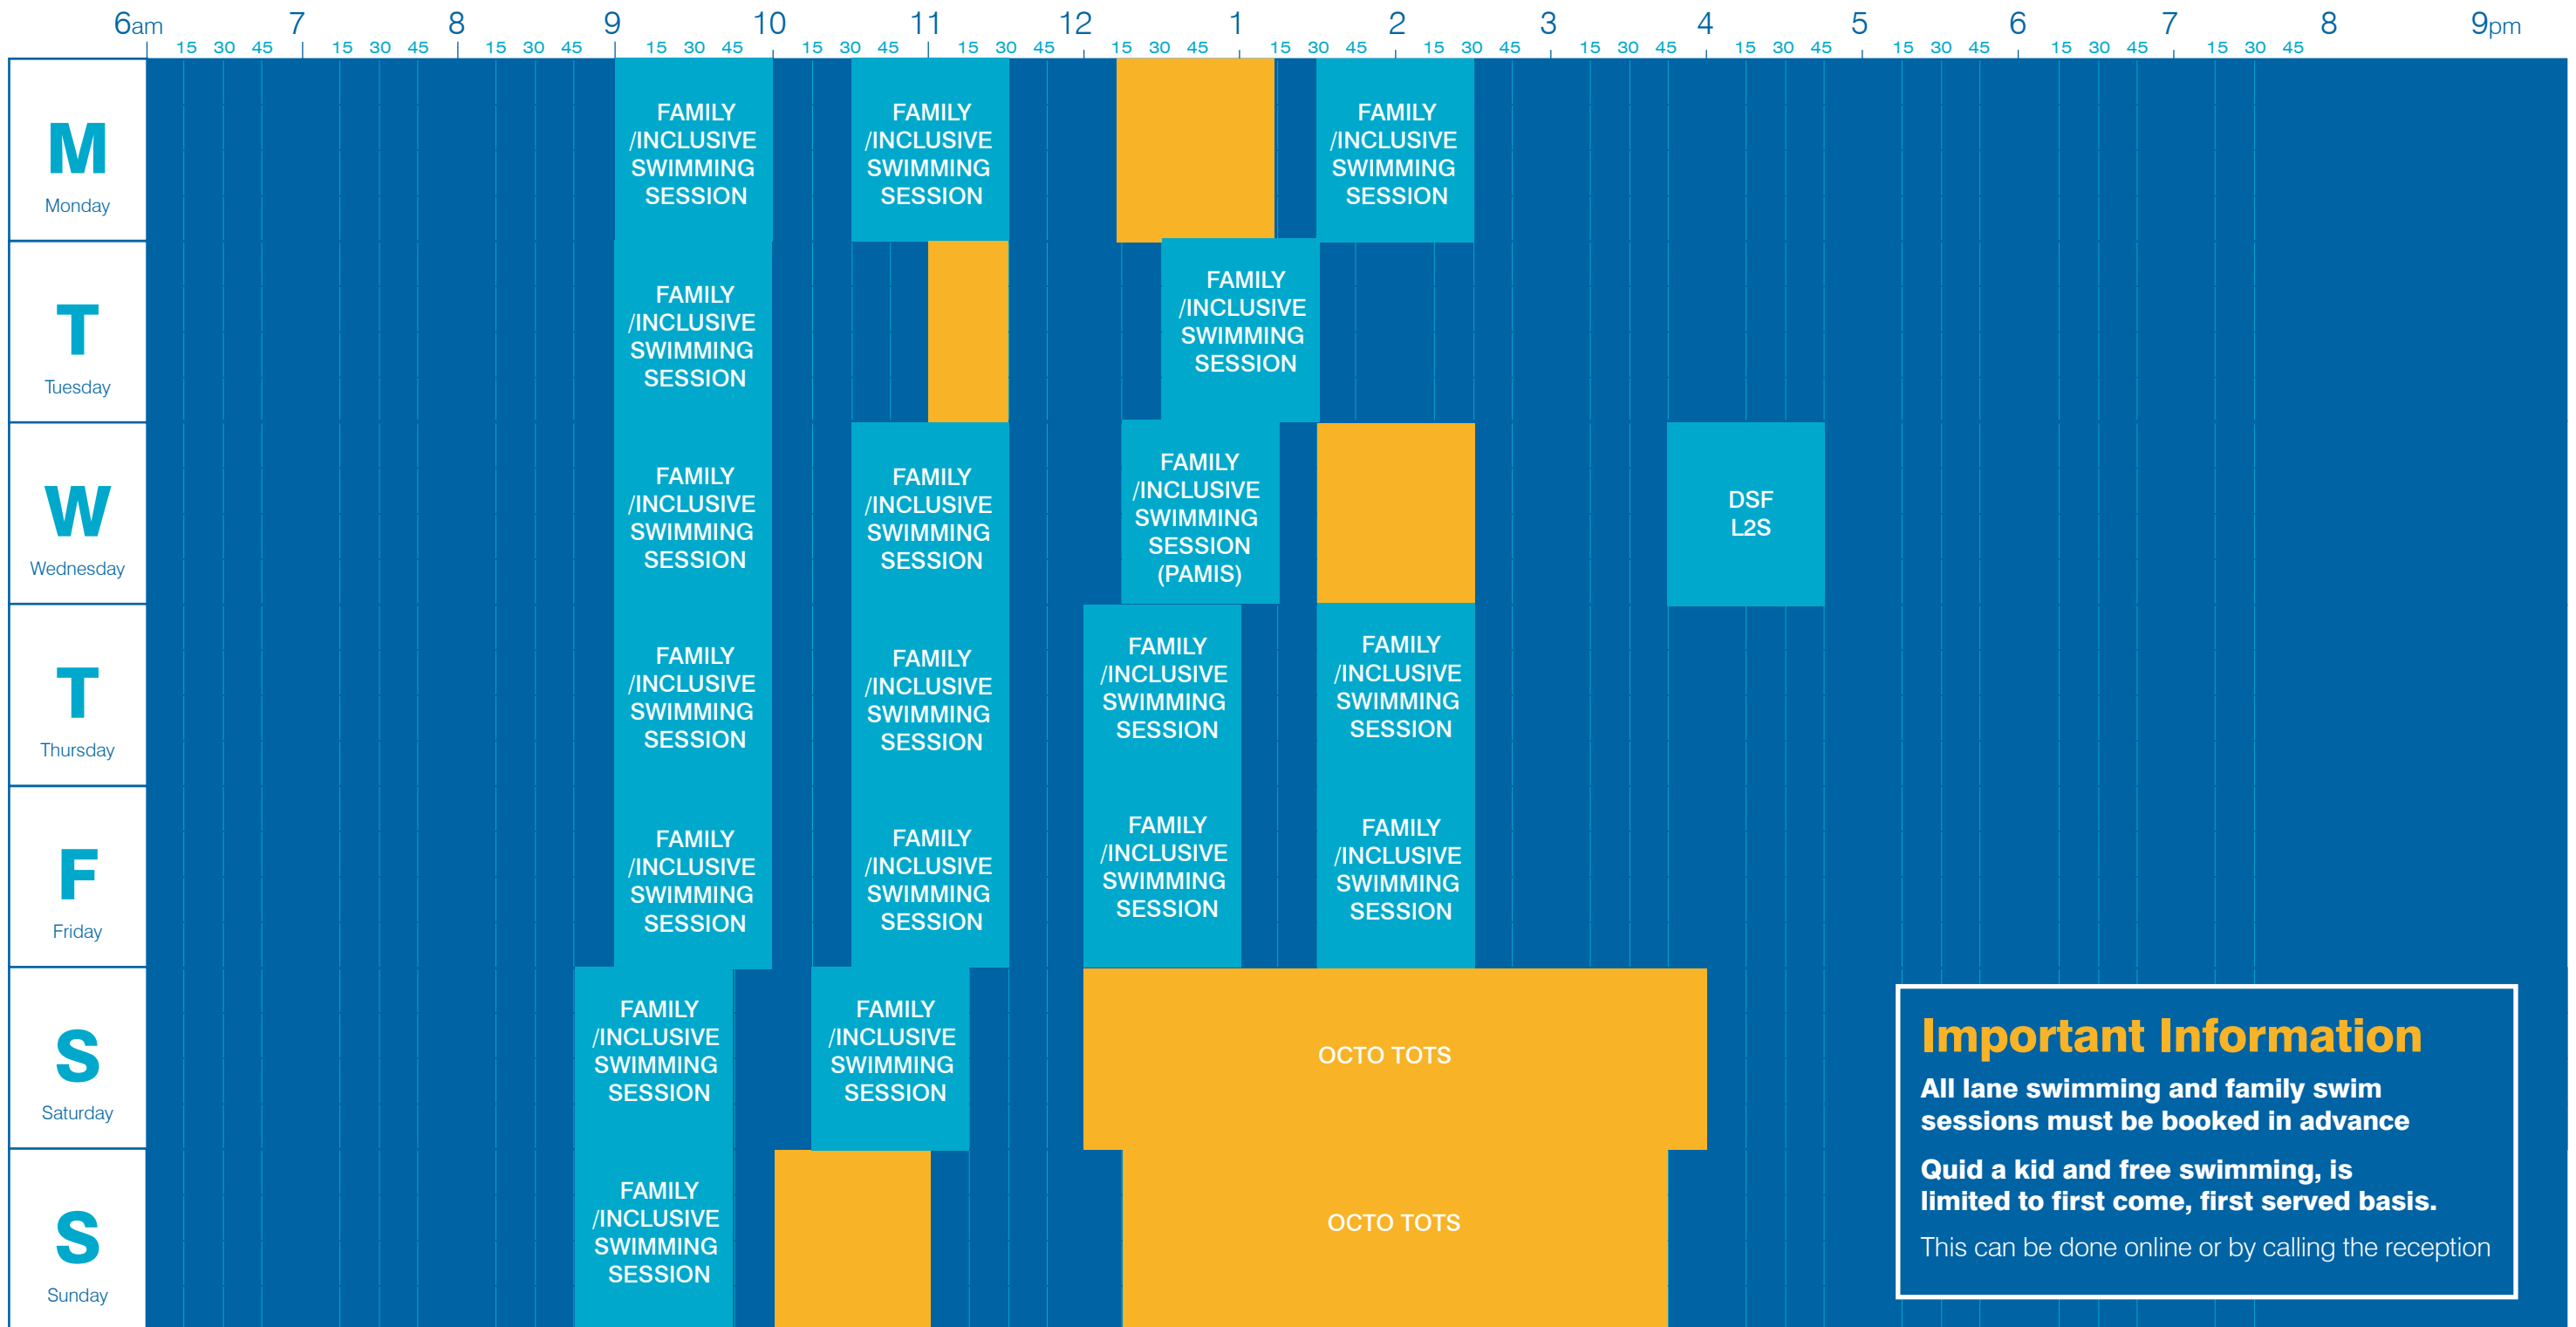 6am 7 8 9 10 11 12 1 2 3 4 5 6 7 8 9pm
15 30 45 15 30 45 15 30 45 15 30 45 15 30 45 15 30 45 15 30 45 15 30 45 15 30 45 15 30 45 15 30 45 15 30 45 15 30 45 15 30 45
M
Monday
FAMILY
/INCLUSIVE
SWIMMING
SESSION
FAMILY
/INCLUSIVE
SWIMMING
SESSION
FAMILY
/INCLUSIVE
SWIMMING
SESSION
T
Tuesday
FAMILY
/INCLUSIVE
SWIMMING
SESSION
FAMILY
/INCLUSIVE
SWIMMING
SESSION
W
Wednesday
FAMILY
/INCLUSIVE
SWIMMING
SESSION
FAMILY
/INCLUSIVE
SWIMMING
SESSION
FAMILY
/INCLUSIVE
SWIMMING
SESSION
(PAMIS)
DSF
L2S
T
Thursday
FAMILY
/INCLUSIVE
SWIMMING
SESSION
FAMILY
/INCLUSIVE
SWIMMING
SESSION
FAMILY
/INCLUSIVE
SWIMMING
SESSION
FAMILY
/INCLUSIVE
SWIMMING
SESSION
F
Friday
FAMILY
/INCLUSIVE
SWIMMING
SESSION
FAMILY
/INCLUSIVE
SWIMMING
SESSION
FAMILY
/INCLUSIVE
SWIMMING
SESSION
FAMILY
/INCLUSIVE
SWIMMING
SESSION
S
Saturday
FAMILY
/INCLUSIVE
SWIMMING
SESSION
FAMILY
/INCLUSIVE
SWIMMING
SESSION
OCTO TOTS
S
Sunday
FAMILY
/INCLUSIVE
SWIMMING
SESSION
OCTO TOTS
Important Information
All lane swimming and family swim
sessions must be booked in advance
Quid a kid and free swimming, is
limited to first come, first served basis.
This can be done online or by calling the reception